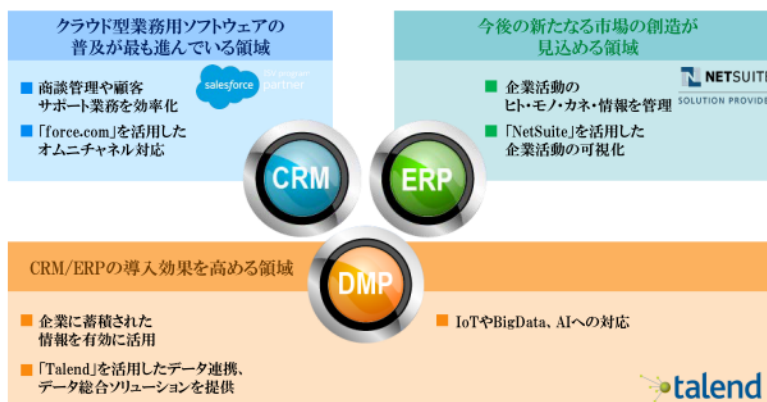 クラウド型業務用ソフトウェアの
普及が最も進んでいる領域
■ 商談管理や顧客
サポート業務を効率化
■ 「force.com」を活用した
オムニチャネル対応
salesforce
partner
今後の新たなる市場の創造が
見込める領域
■ 企業活動の
ヒト・モノ・カネ・情報を管理
■ 「NetSuite」を活用した
企業活動の可視化
NETSUITE
SOLUTION PROVIDE
CRM
ERP
DMP
CRM/ERPの導入効果を高める領域
■ 企業に蓄積された
情報を有効に活用
■ 「Talend」を活用したデータ連携、
データ総合ソリューションを提供
■ IoTやBigData、AIへの対応
talend